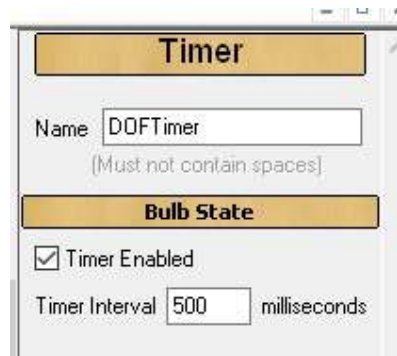 Timer
Name DOFTimer
(Must not contain spaces)
Bulb State
Timer Enabled
Timer Interval 500 milliseconds